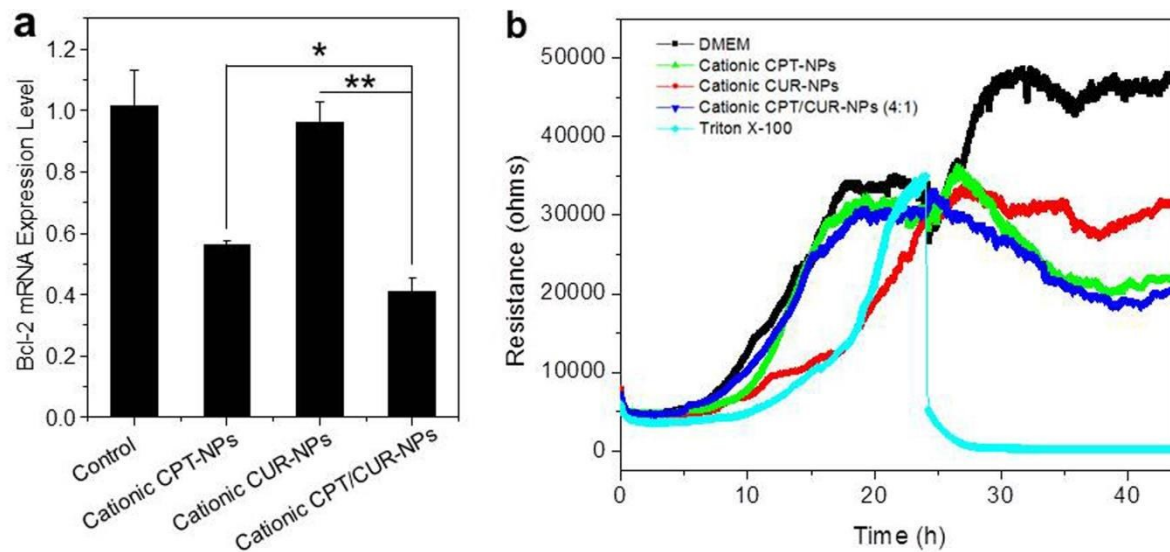 a
Bcl-2 mRNA Expression Level
1.2
1.0
0.8
0.6
0.4
0.2
0.0
*
**
Control
Cationic CPT-NPs
Cationic CUR-NPs
Cationic CPT/CUR-NPs
b
DMEM
Cationic CPT-NPs
Cationic CUR-NPs
Cationic CPT/CUR-NPs (4:1)
Triton X-100
Resistance (ohms)
50000
40000
30000
20000
10000
0
0 10 20 30 40
Time (h)